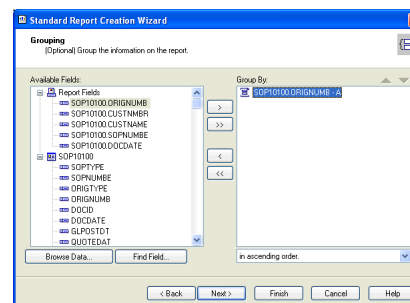 Standard Report Creation Wizard
Grouping
(Optional) Group the information on the report.
Available Fields:
Group By:
Report Fields
SOP10100.ORIGNUMB
SOP10100.CUSTNMBR
SOP10100.CUSTNAME
SOP10100.SOPNUMBE
SOP10100.DOCDATE
SOP10100
SOPTYPE
SOPNUMBE
ORIGTYPE
ORIGNUMB
DOCID
DOCDATE
GLPOSTDT
QUOTEDAT
>
>>
<
<<
SOP10100.ORIGNUMB - A
Browse Data...
Find Field...
in ascending order.
< Back
Next >
Finish
Cancel
Help